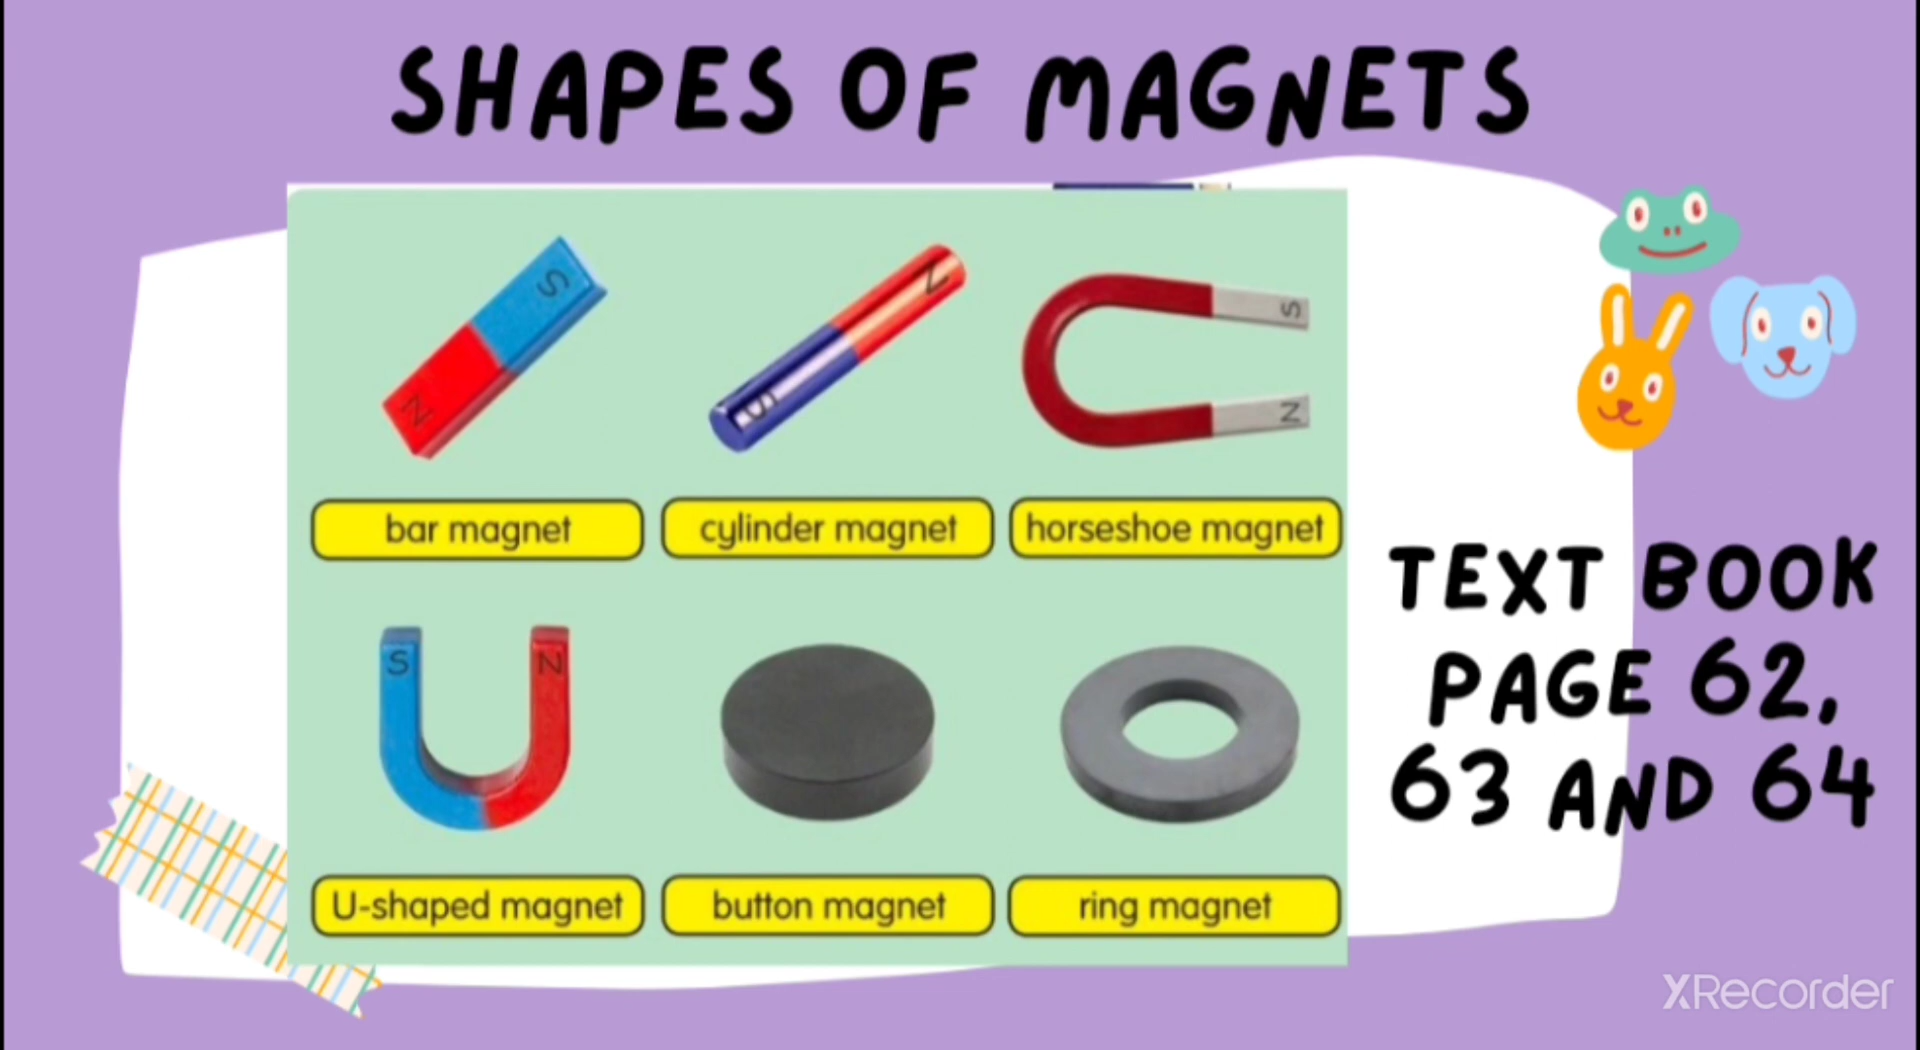 SHAPES OF MAGNETS
S
N
N
S
S
N
bar magnet
cylinder magnet
horseshoe magnet
S
N
U-shaped magnet
button magnet
ring magnet
TEXT BOOK
PAGE 62,
63 AND 64
XRecorder